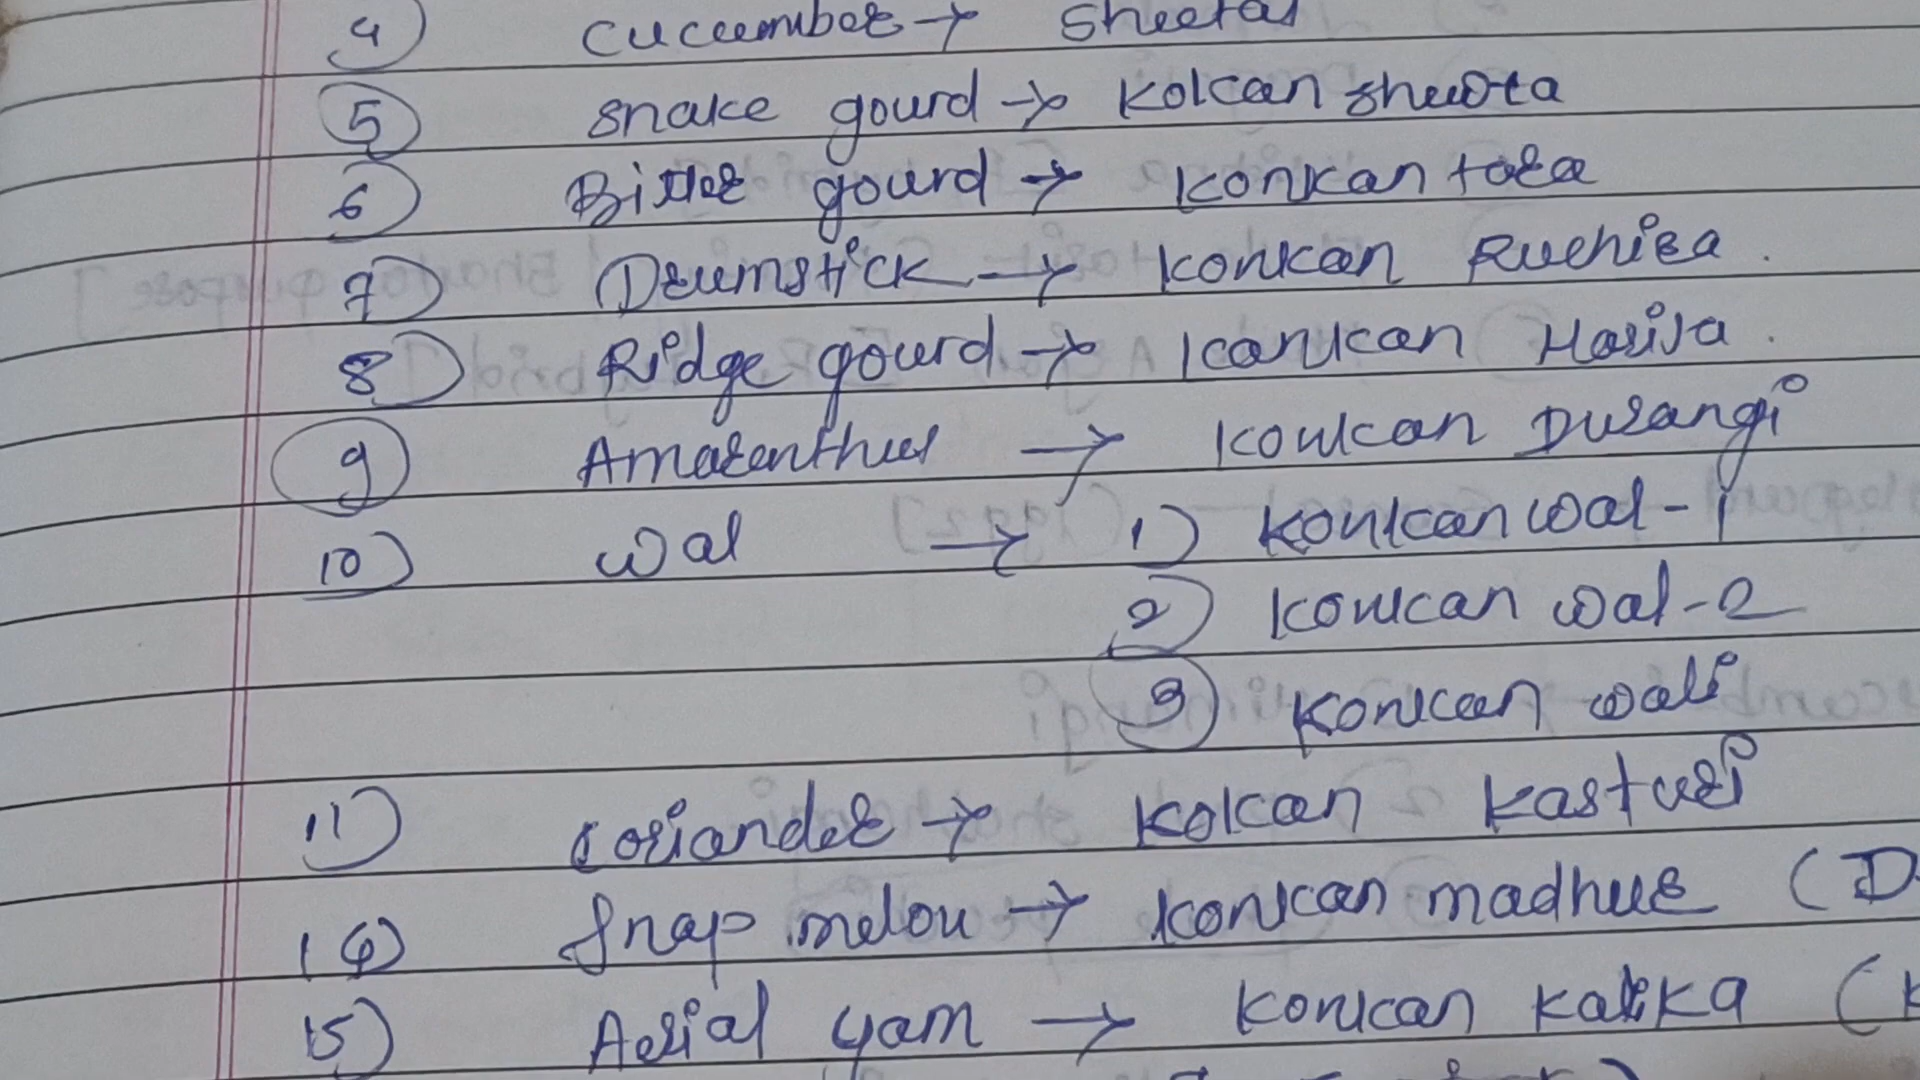 4) Cucumber → Sheetal
5) Snake gourd → Kokan shweta
6) Bitter gourd → Konkan tara
7) Drumstick → Konkan Ruchira.
8) Ridge gourd → Konkan Harita.
9) Amaranthus → Konkan Durangi
10) Wal → 1) Konkan wal-1
2) Konkan wal-2
3) Konkan wali
11) Coriander → Kokan Kasturi
14) Snap melon → Konkan madhur (D
15) Aerial yam → Konkan Kalika (K